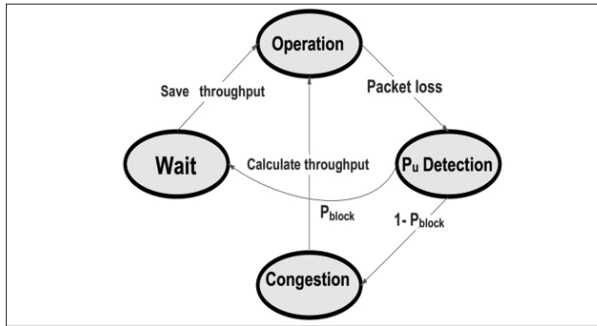 Operation
Save throughput
Packet loss
Wait
Calculate throughput
Pu Detection
Pblock
1- Pblock
Congestion